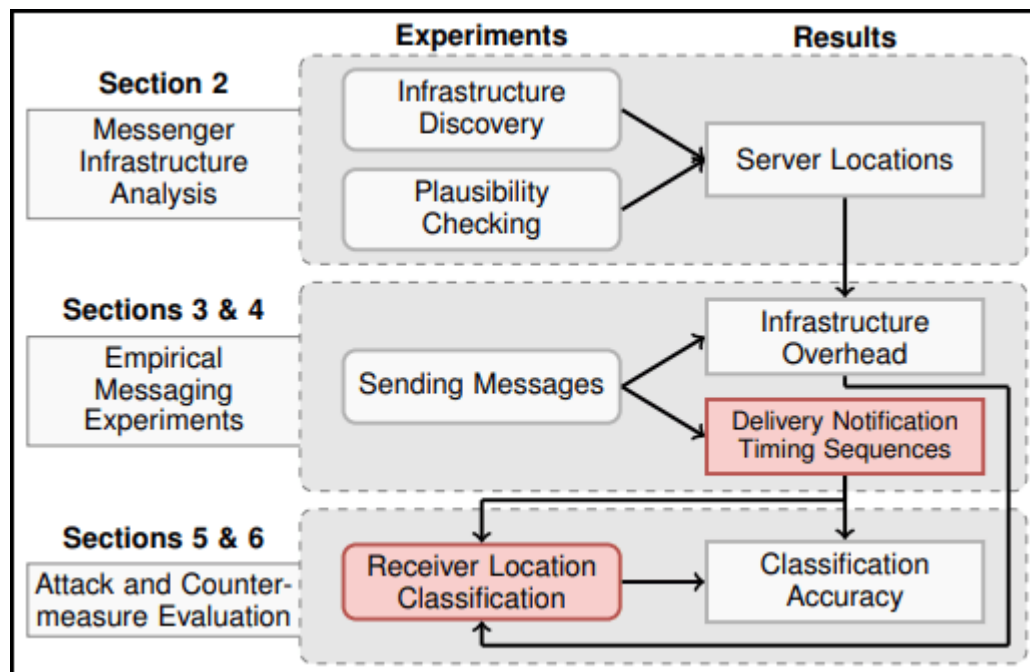 Experiments
Results
Section 2
Messenger
Infrastructure
Analysis
Infrastructure
Discovery
Plausibility
Checking
Server Locations
Sections 3 & 4
Empirical
Messaging
Experiments
Sending Messages
Infrastructure
Overhead
Delivery Notification
Timing Sequences
Sections 5 & 6
Attack and Counter-
measure Evaluation
Receiver Location
Classification
Classification
Accuracy